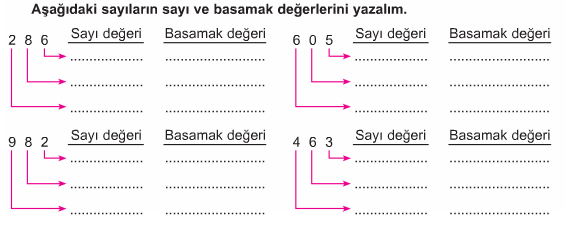 Aşağıdaki sayıların sayı ve basamak değerlerini yazalım.
2 8 6 Sayı değeri Basamak değeri
.................... ...........................
.................... ...........................
.................... ...........................
6 0 5 Sayı değeri Basamak değeri
.................... ...........................
.................... ...........................
.................... ...........................
9 8 2 Sayı değeri Basamak değeri
.................... ...........................
.................... ...........................
.................... ...........................
4 6 3 Sayı değeri Basamak değeri
.................... ...........................
.................... ...........................
.................... ...........................